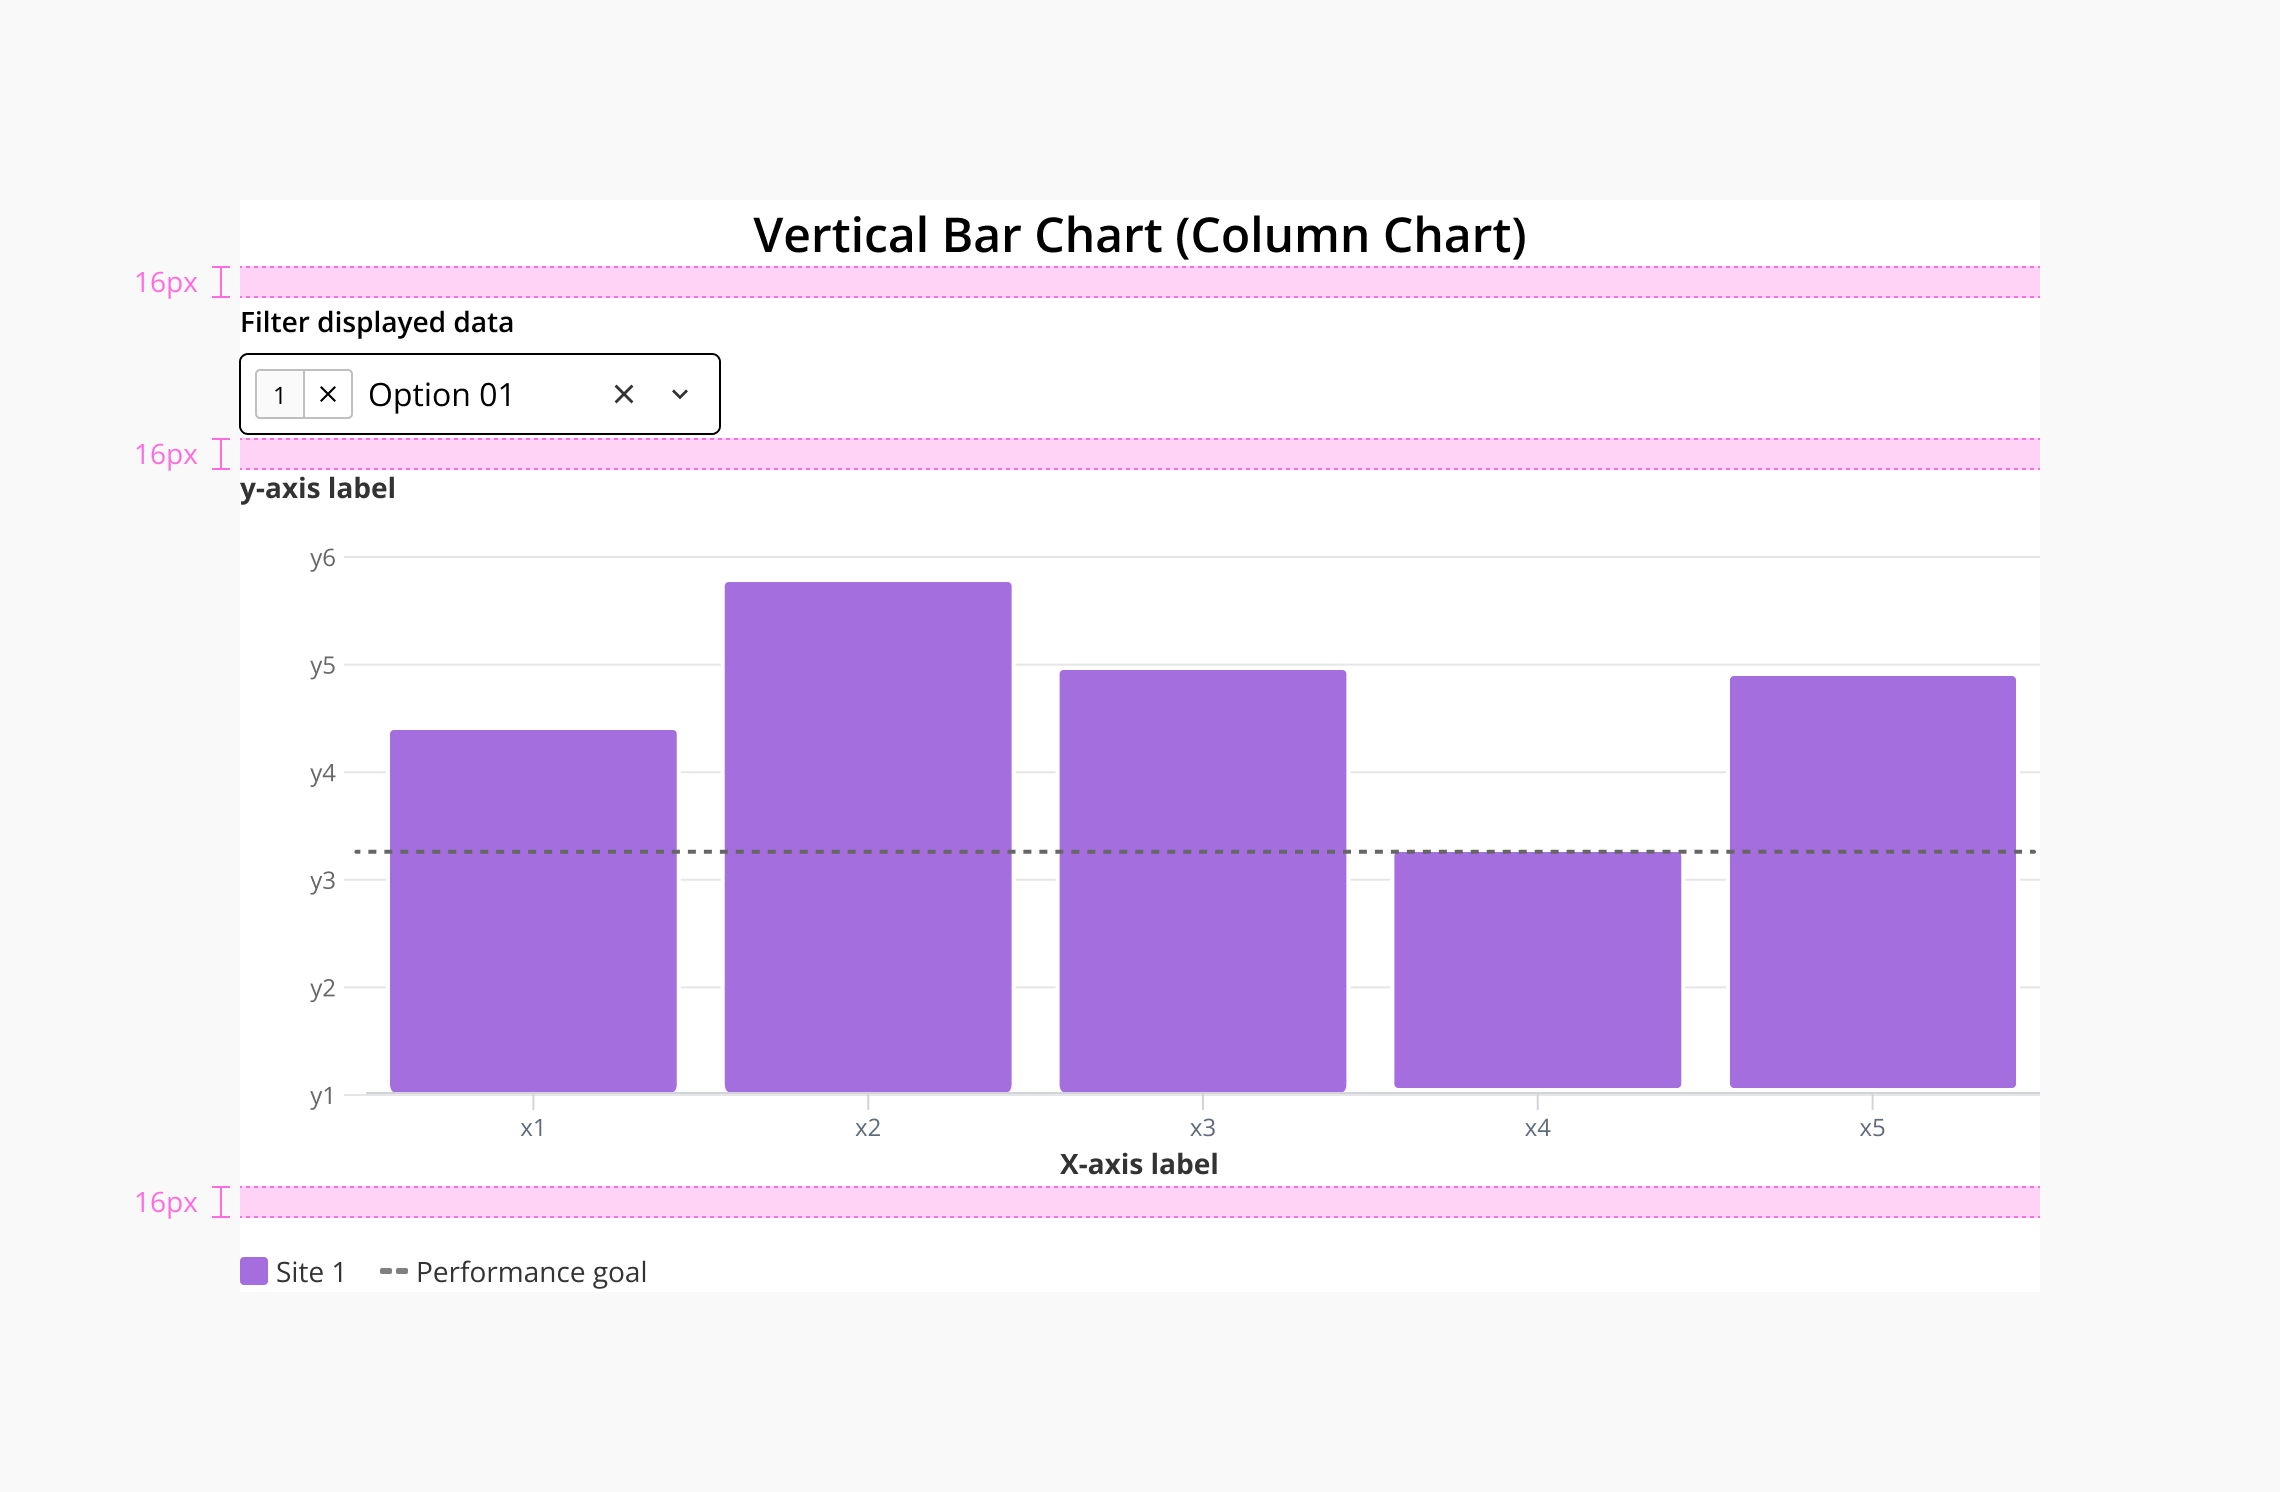 Vertical Bar Chart (Column Chart)
16px
Filter displayed data
1 Option 01
16px
y-axis label
y6
y5
y4
y3
y2
y1
x1 x2 x3 x4 x5
X-axis label
16px
Site 1 Performance goal